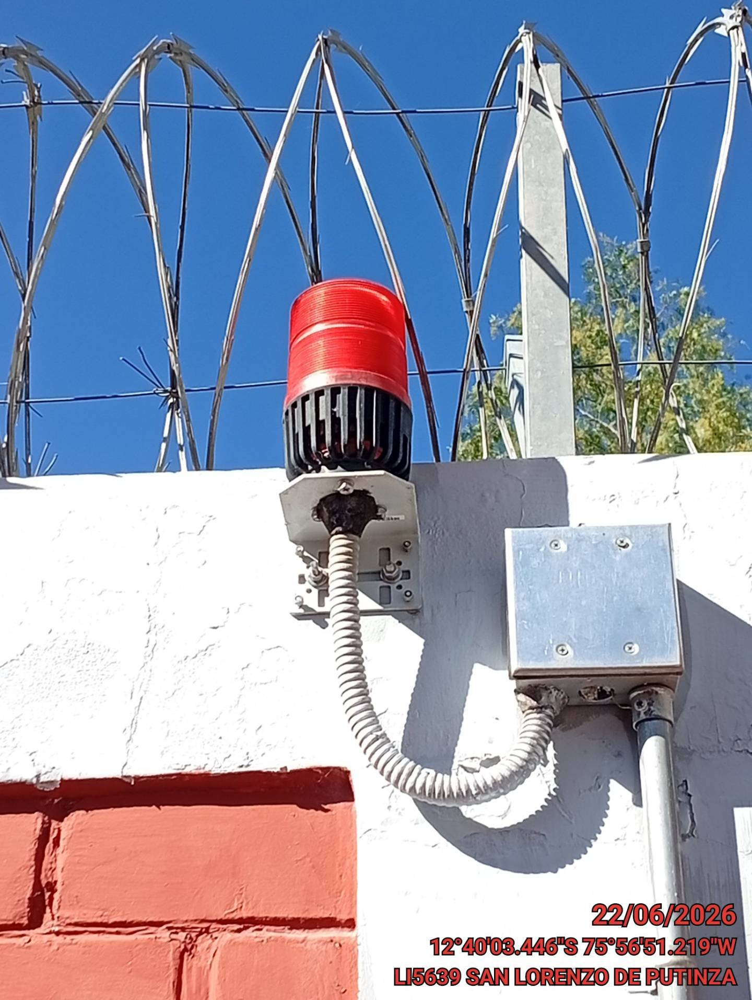 22/06/2026
12°40'03.446"S 75°56'51.219"W
LI5639 SAN LORENZO DE PUTINZA